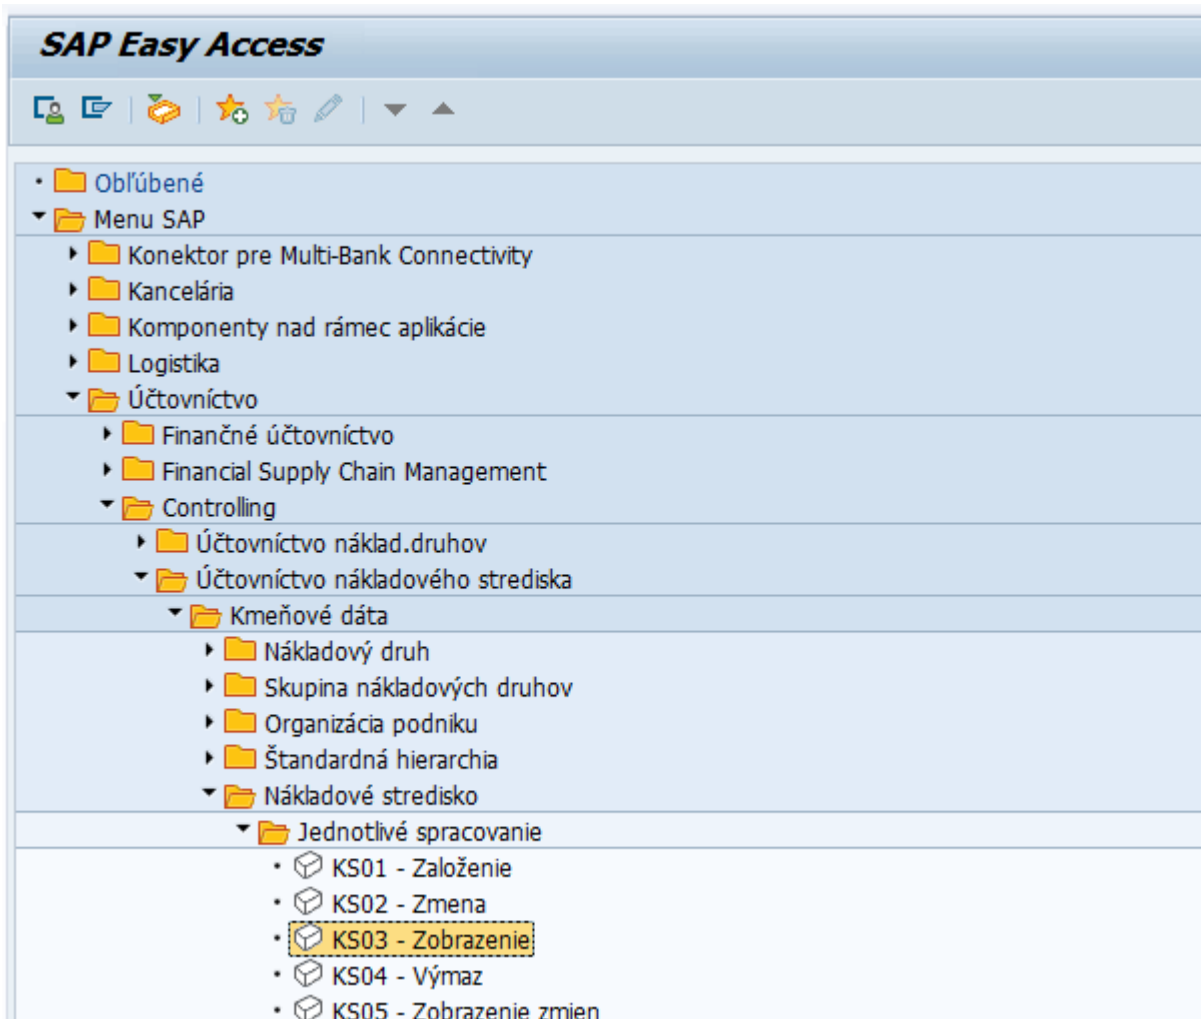 SAP Easy Access
Obľúbené
Menu SAP
Konektor pre Multi-Bank Connectivity
Kancelária
Komponenty nad rámec aplikácie
Logistika
Účtovníctvo
Finančné účtovníctvo
Financial Supply Chain Management
Controlling
Účtovníctvo náklad.druhov
Účtovníctvo nákladového strediska
Kmeňové dáta
Nákladový druh
Skupina nákladových druhov
Organizácia podniku
Štandardná hierarchia
Nákladové stredisko
Jednotlivé spracovanie
KS01 - Založenie
KS02 - Zmena
KS03 - Zobrazenie
KS04 - Výmaz
KS05 - Zobrazenie zmien